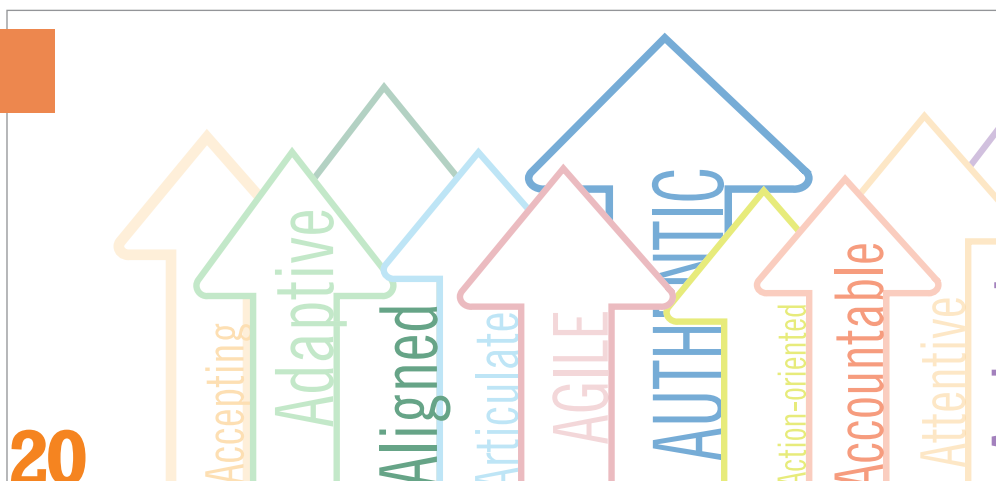 Accepting
Adaptive
Aligned
Articulate
AGILE
AUTHENTIC
Action-oriented
Accountable
Attentive
20